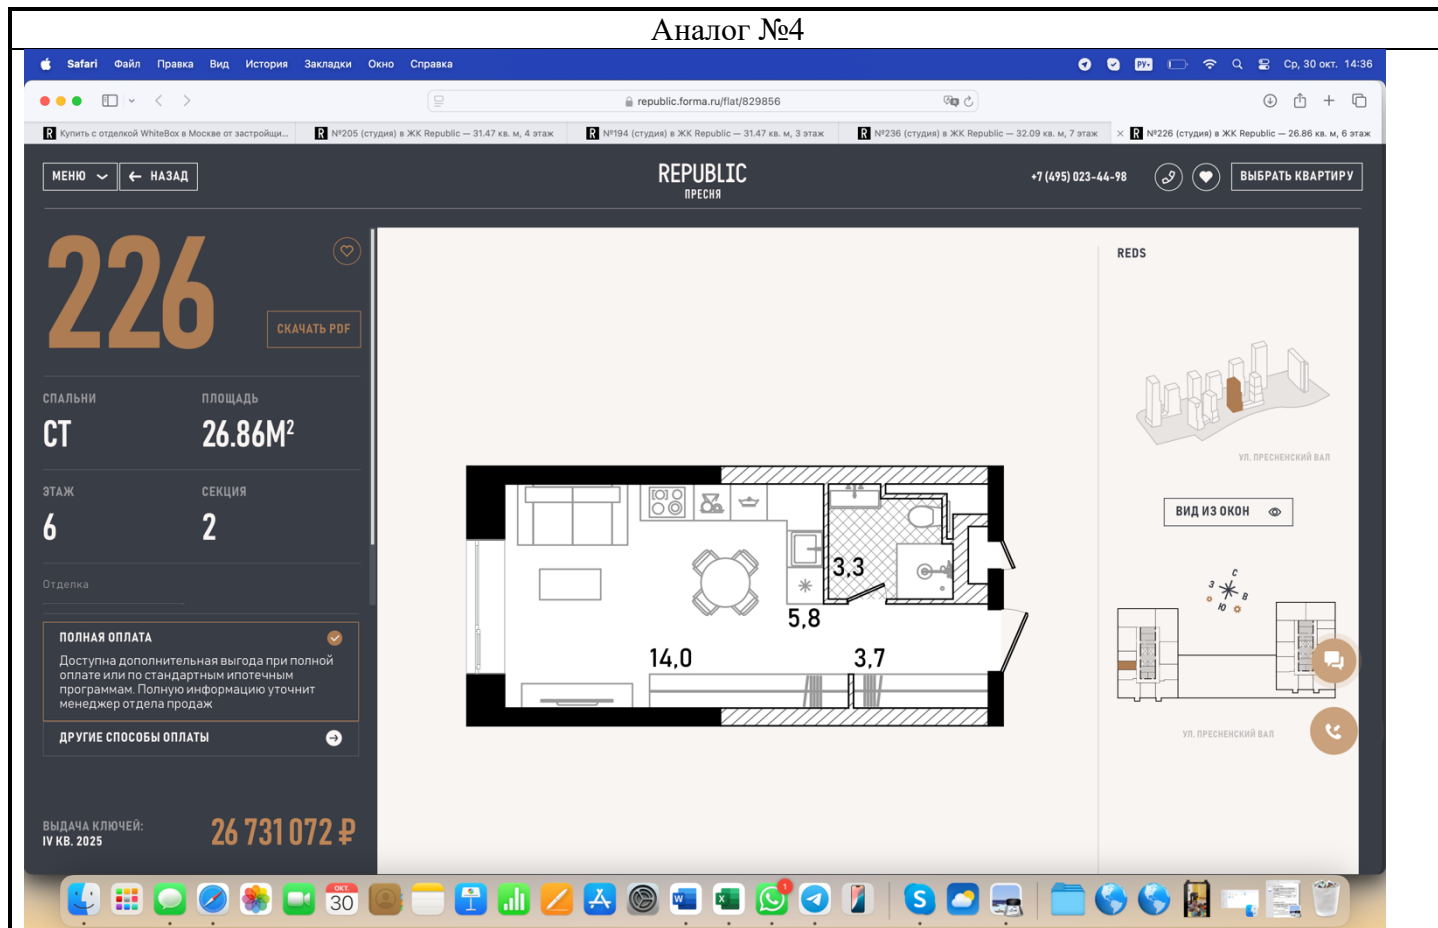 Аналог №4
Safari Файл Правка Вид История Закладки Окно Справка
РУ
Ср, 30 окт. 14:36
republic.forma.ru/flat/829856
R Купить с отделкой WhiteBox в Москве от застройщи...
R №205 (студия) в ЖК Republic — 31.47 кв. м, 4 этаж
R №194 (студия) в ЖК Republic — 31.47 кв. м, 3 этаж
R №236 (студия) в ЖК Republic — 32.09 кв. м, 7 этаж
R №226 (студия) в ЖК Republic — 26.86 кв. м, 6 этаж
МЕНЮ
НАЗАД
REPUBLIC
ПРЕСНЯ
+7 (495) 023-44-98
ВЫБРАТЬ КВАРТИРУ
226
СКАЧАТЬ PDF
СПАЛЬНИ ПЛОЩАДЬ
СТ 26.86М²
ЭТАЖ СЕКЦИЯ
6 2
Отделка
ПОЛНАЯ ОПЛАТА
Доступна дополнительная выгода при полной
оплате или по стандартным ипотечным
программам. Полную информацию уточнит
менеджер отдела продаж
ДРУГИЕ СПОСОБЫ ОПЛАТЫ
ВЫДАЧА КЛЮЧЕЙ:
IV КВ. 2025
26 731 072 ₽
3,3
5,8
14,0
3,7
REDS
УЛ. ПРЕСНЕНСКИЙ ВАЛ
ВИД ИЗ ОКОН
С
З
В
Ю
УЛ. ПРЕСНЕНСКИЙ ВАЛ
ОКТ.
30
W
X
1
S